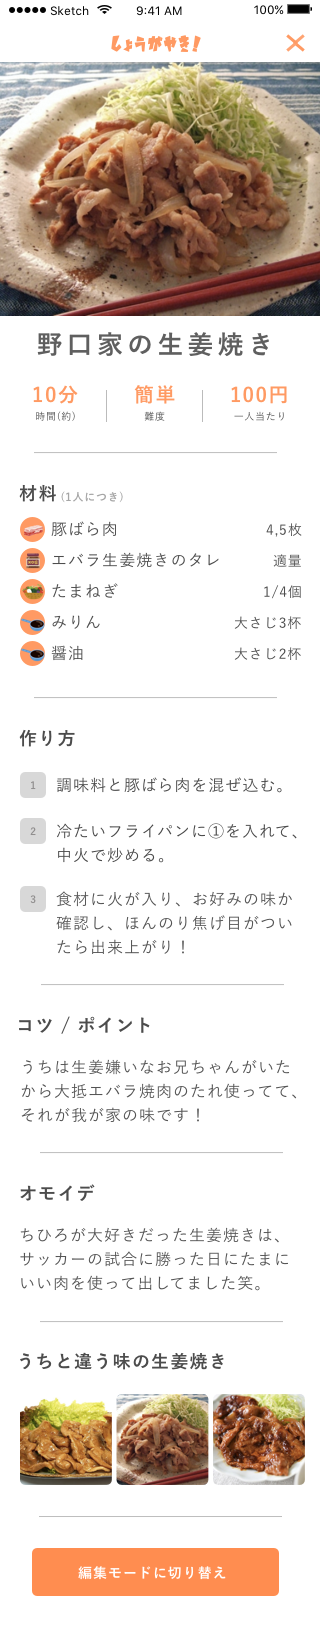 Sketch 9:41 AM 100%
しょうがやき!
野口家の生姜焼き
10分 簡単 100円
時間(約) 難度 一人当たり
材料 (1人につき)
豚ばら肉 4,5枚
エバラ生姜焼きのタレ 適量
たまねぎ 1/4個
みりん 大さじ3杯
醤油 大さじ2杯
作り方
1 調味料と豚ばら肉を混ぜ込む。
2 冷たいフライパンに①を入れて、
中火で炒める。
3 食材に火が入り、お好みの味か
確認し、ほんのり焦げ目がつい
たら出来上がり！
コツ / ポイント
うちは生姜嫌いなお兄ちゃんがいた
から大抵エバラ焼肉のたれ使ってて、
それが我が家の味です！
オモイデ
ちひろが大好きだった生姜焼きは、
サッカーの試合に勝った日にたまに
いい肉を使って出してました笑。
うちと違う味の生姜焼き
編集モードに切り替え